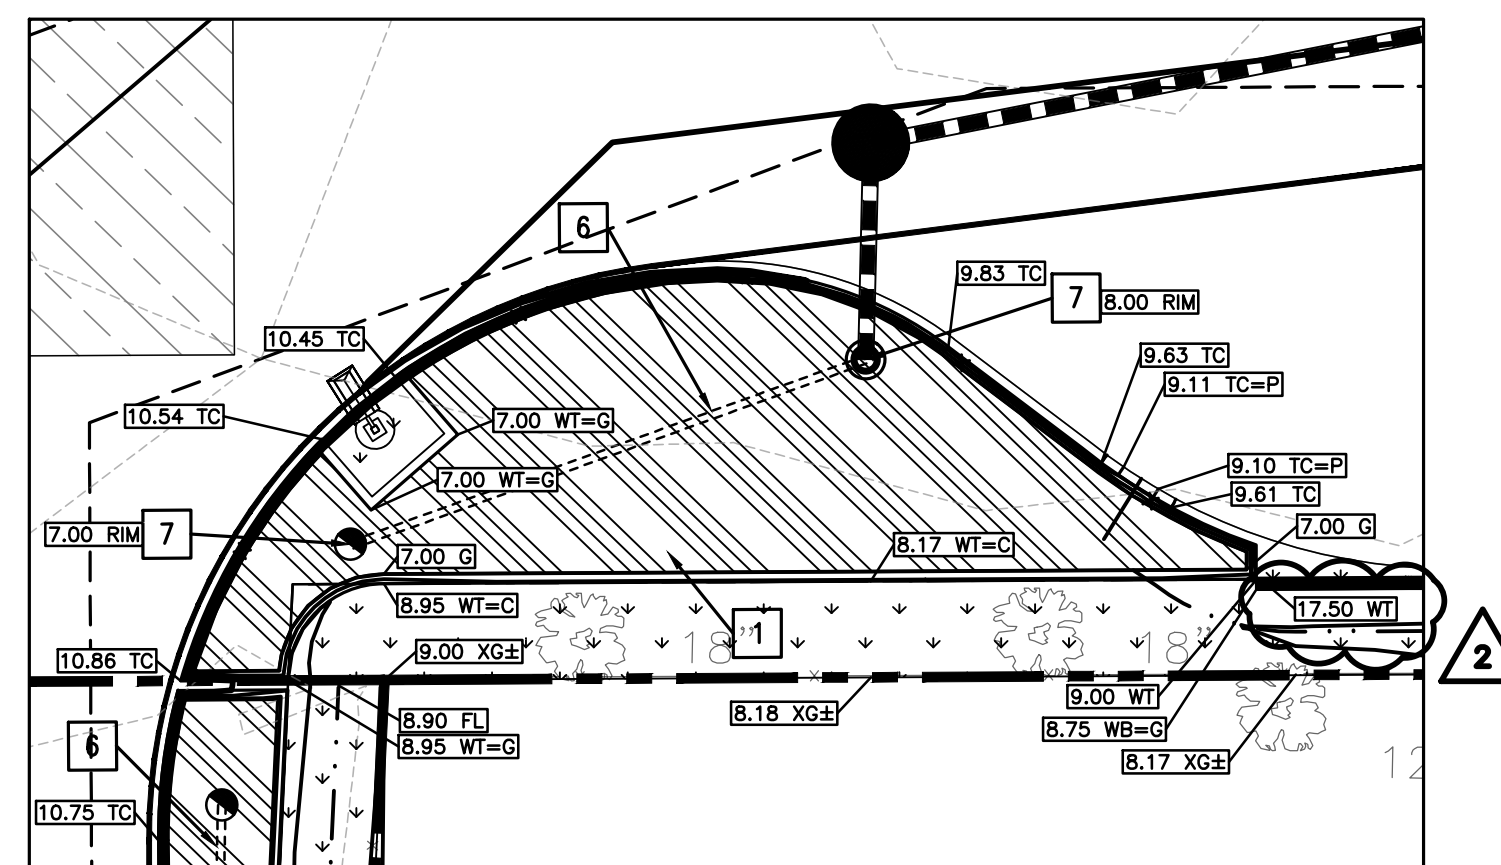 6
9.83 TC
7
8.00 RIM
10.45 TC
9.63 TC
9.11 TC=P
10.54 TC
7.00 WT=G
9.10 TC=P
7.00 WT=G
9.61 TC
7.00 RIM
7
7.00 G
8.17 WT=C
7.00 G
8.95 WT=C
17.50 WT
1
18"
18"
9.00 XG±
10.86 TC
2
9.00 WT
8.90 FL
8.18 XG±
8.75 WB=G
6
8.95 WT=G
8.17 XG±
12
10.75 TC